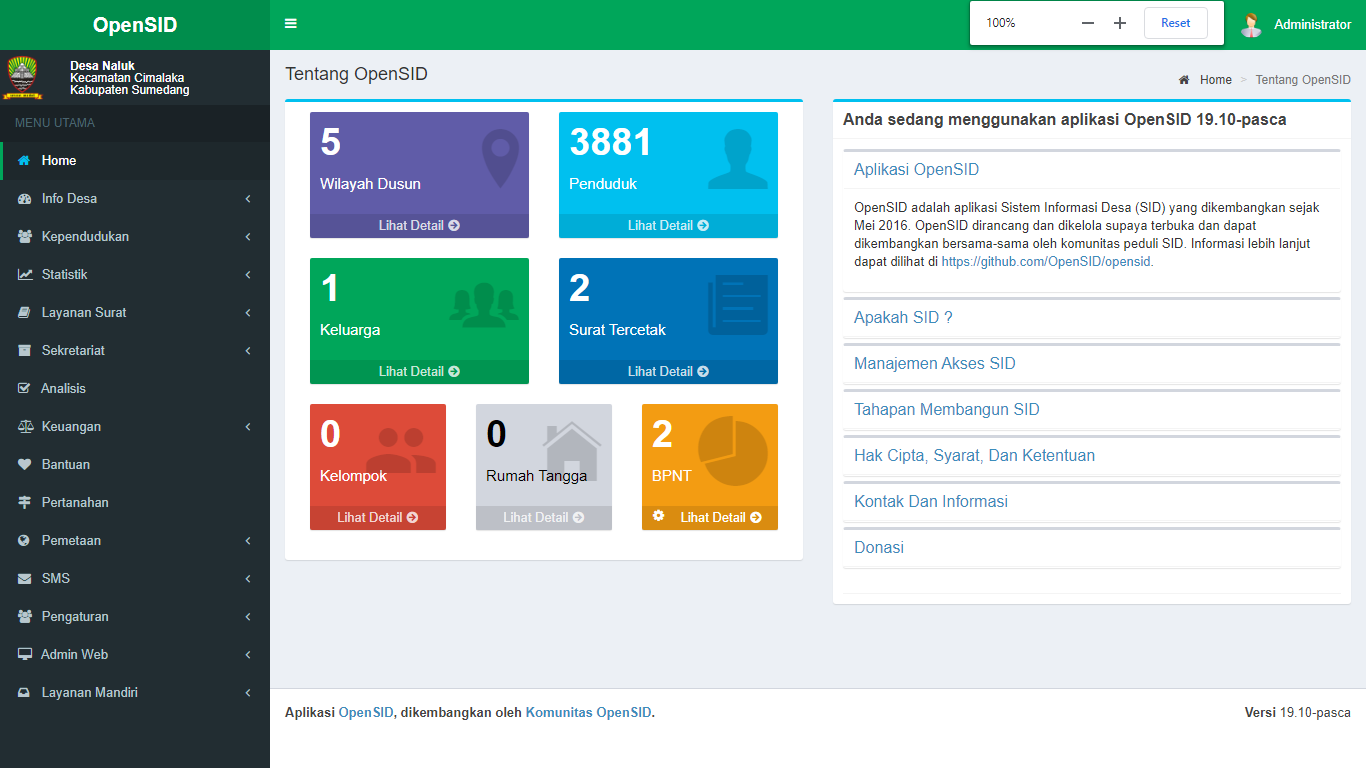 OpenSID
100%
Reset
Administrator
Desa Naluk
Kecamatan Cimalaka
Kabupaten Sumedang
MENU UTAMA
Home
Info Desa
Kependudukan
Statistik
Layanan Surat
Sekretariat
Analisis
Keuangan
Bantuan
Pertanahan
Pemetaan
SMS
Pengaturan
Admin Web
Layanan Mandiri
Tentang OpenSID
Home > Tentang OpenSID
5
Wilayah Dusun
Lihat Detail
3881
Penduduk
Lihat Detail
1
Keluarga
Lihat Detail
2
Surat Tercetak
Lihat Detail
0
Kelompok
Lihat Detail
0
Rumah Tangga
Lihat Detail
2
BPNT
Lihat Detail
Anda sedang menggunakan aplikasi OpenSID 19.10-pasca
Aplikasi OpenSID
OpenSID adalah aplikasi Sistem Informasi Desa (SID) yang dikembangkan sejak
Mei 2016. OpenSID dirancang dan dikelola supaya terbuka dan dapat
dikembangkan bersama-sama oleh komunitas peduli SID. Informasi lebih lanjut
dapat dilihat di https://github.com/OpenSID/opensid.
Apakah SID ?
Manajemen Akses SID
Tahapan Membangun SID
Hak Cipta, Syarat, Dan Ketentuan
Kontak Dan Informasi
Donasi
Aplikasi OpenSID, dikembangkan oleh Komunitas OpenSID.
Versi 19.10-pasca